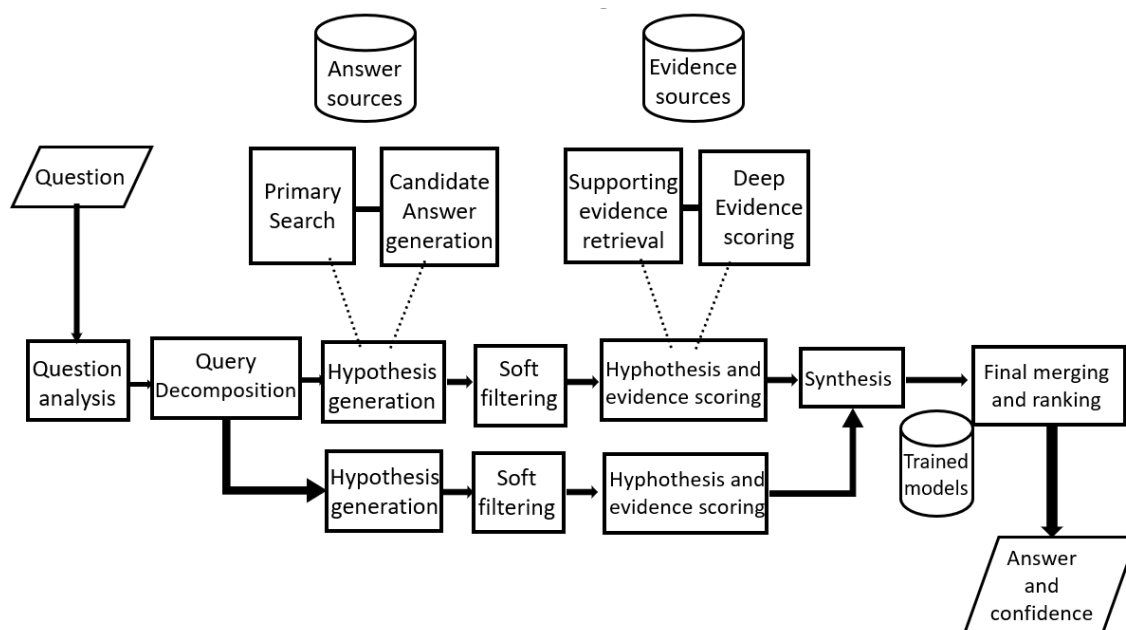 Answer
sources
Evidence
sources
Question
Primary
Search
Candidate
Answer
generation
Supporting
evidence
retrieval
Deep
Evidence
scoring
Question
analysis
Query
Decomposition
Hypothesis
generation
Soft
filtering
Hyphothesis and
evidence scoring
Synthesis
Final merging
and ranking
Hypothesis
generation
Soft
filtering
Hyphothesis and
evidence scoring
Trained
models
Answer
and
confidence